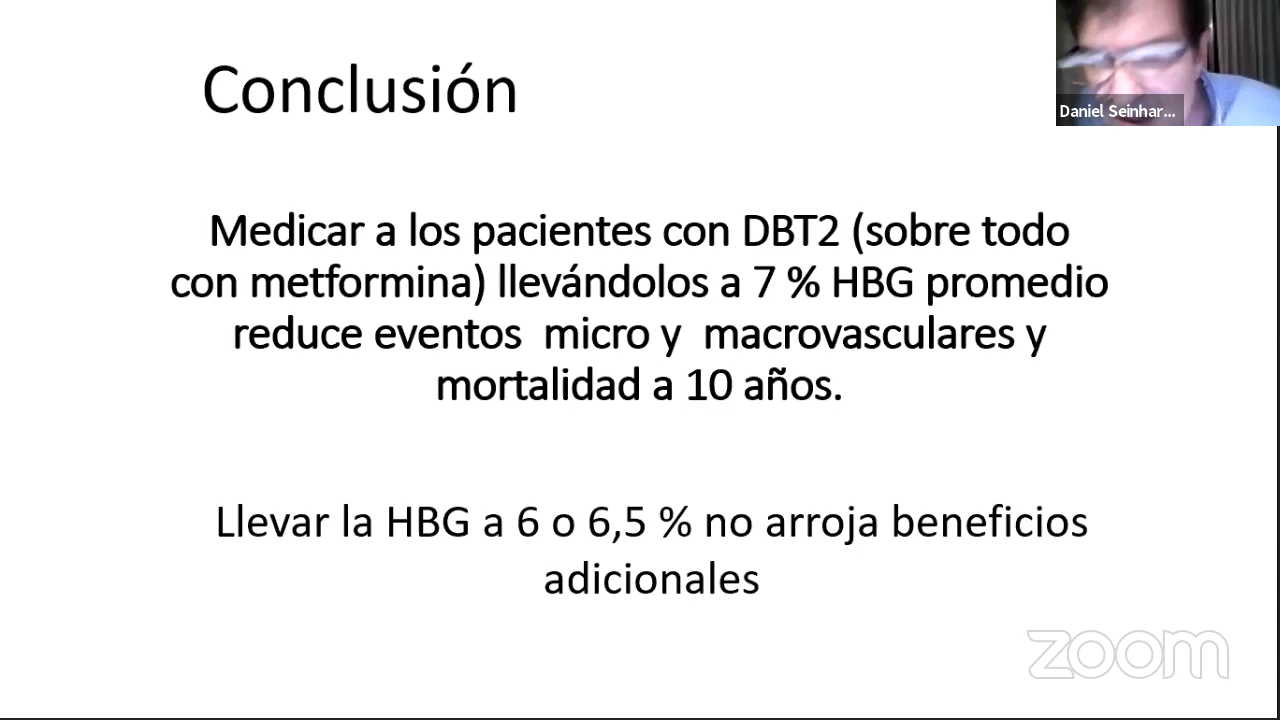 Conclusión
Daniel Seinhar...
Medicar a los pacientes con DBT2 (sobre todo
con metformina) llevándolos a 7 % HBG promedio
reduce eventos  micro y  macrovasculares y
mortalidad a 10 años.
Llevar la HBG a 6 o 6,5 % no arroja beneficios
adicionales
zoom